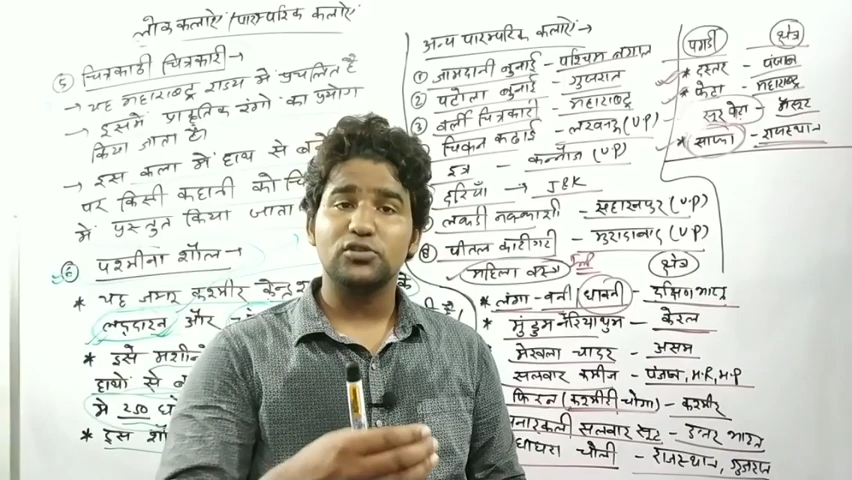 लोक कलाऐं/पारम्परिक कलाऐं
⑤ चित्रकाठी चित्रकारी→
→ यह महाराष्ट्र राज्य में प्रचलित है
→ इसमें प्राकृतिक रंगो का प्रयोग
किया जाता है।
→ इस कला में हाथ से बने
पर किसी कहानी को
में प्रस्तुत किया जाता
⑥ पश्मीना शॉल→
* यह जम्मू कश्मीर के
और
* इसे मशीन
हाथों से
में 250 घं
* इस शॉ
अन्य पारम्परिक कलाऐं→
① जामदानी बुनाई - पश्चिम बंगाल
② पटोला बुनाई - गुजरात
③ वर्ली चित्रकारी - महाराष्ट्र
चिकन कढ़ाई - लखनऊ (U.P)
इत्र - कन्नौज (U.P)
दरियाँ → J&K
लकडी नक्काशी - सहारनपुर (U.P)
⑧ पीतल कारीगरी - मुरादाबाद (U.P)
महिला वस्त्र Imp क्षेत्र
* लंगा - वनी/धावनी - दक्षिण भारत
* मुंडुम नेरियाथुम - केरल
* मेखला चादर - असम
सलवार कमीज - पंजाब, H.R, H.P
फिरन (कश्मीरी चोगा) - कश्मीर
नारकली सलवार सूट - उत्तर भारत
घाघरा चोली - राजस्थान, गुजरात
पगडी क्षेत्र
* दस्तर - पंजाब
* फेटा - महाराष्ट्र
पेटा - मैसूर
* साफा - राजस्थान